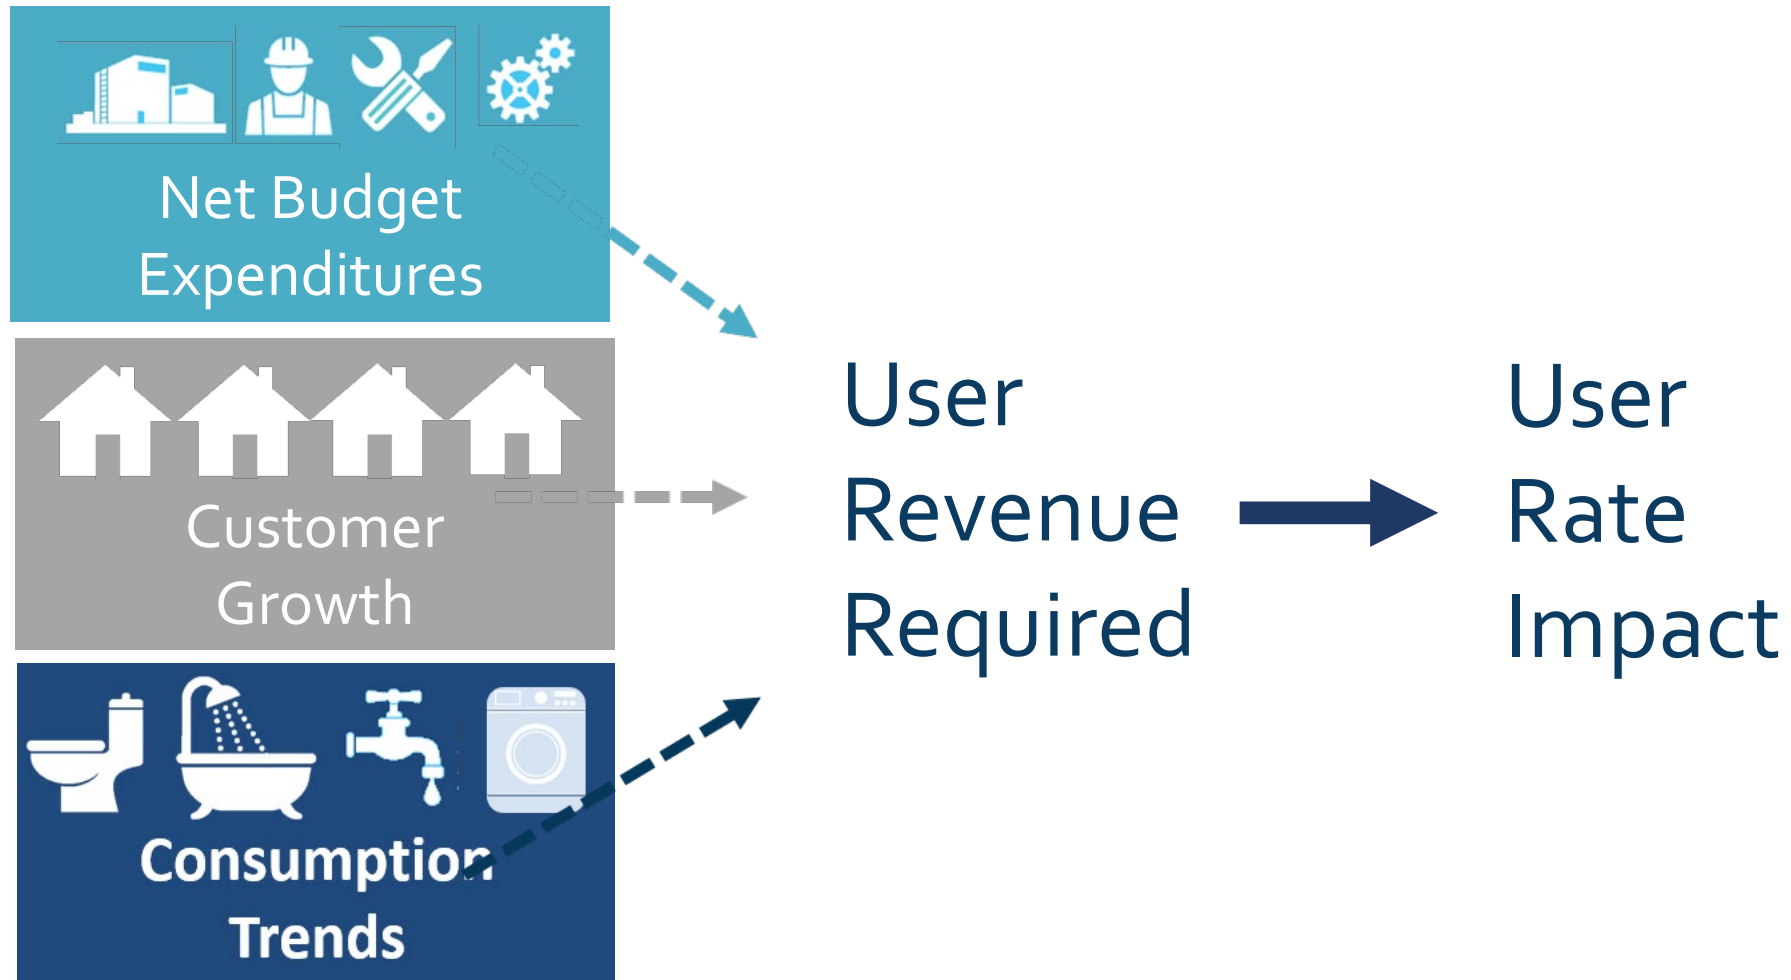 Net Budget
Expenditures
Customer
Growth
Consumption
Trends
User
Revenue
Required
User
Rate
Impact